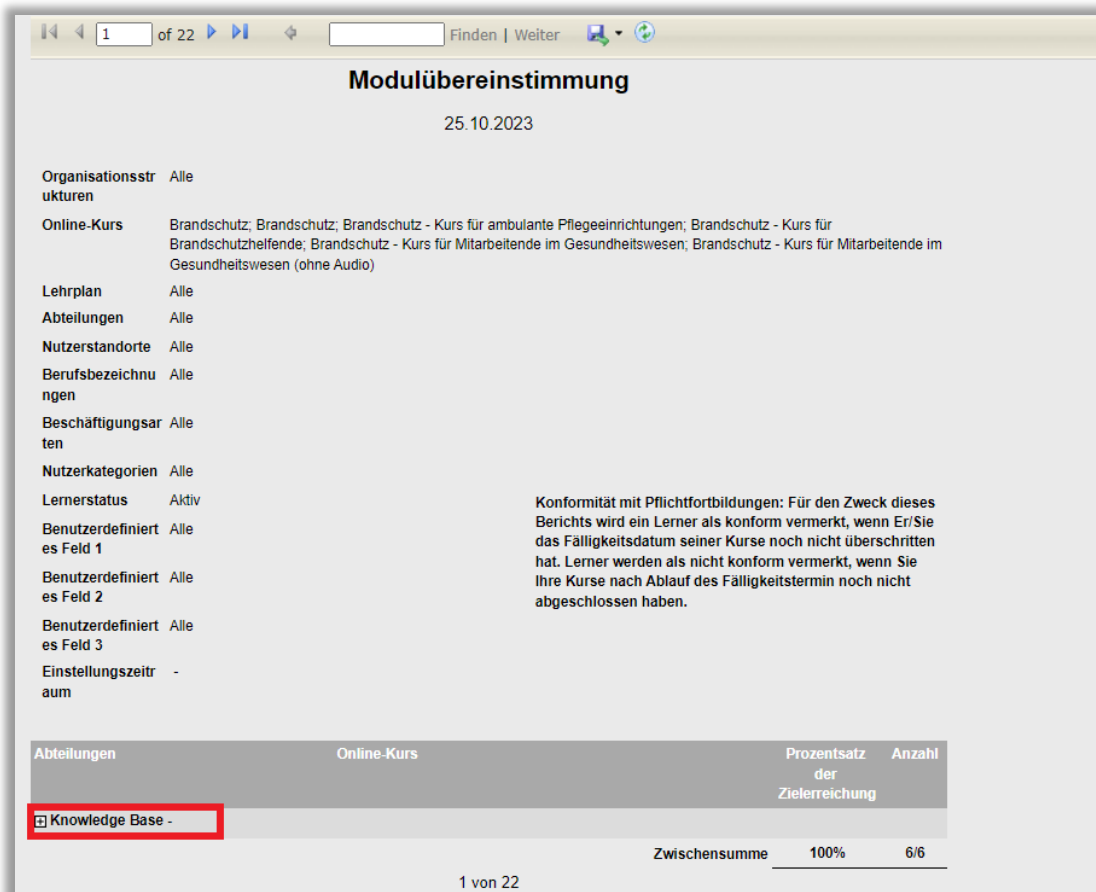 1 of 22 Finden | Weiter
Modulübereinstimmung
25.10.2023
Organisationsstr Alle
ukturen
Online-Kurs Brandschutz; Brandschutz; Brandschutz - Kurs für ambulante Pflegeeinrichtungen; Brandschutz - Kurs für
Brandschutzhelfende; Brandschutz - Kurs für Mitarbeitende im Gesundheitswesen; Brandschutz - Kurs für Mitarbeitende im
Gesundheitswesen (ohne Audio)
Lehrplan Alle
Abteilungen Alle
Nutzerstandorte Alle
Berufsbezeichnu Alle
ngen
Beschäftigungsar Alle
ten
Nutzerkategorien Alle
Lernerstatus Aktiv
Benutzerdefiniert Alle
es Feld 1
Benutzerdefiniert Alle
es Feld 2
Benutzerdefiniert Alle
es Feld 3
Einstellungszeitr -
aum
Konformität mit Pflichtfortbildungen: Für den Zweck dieses
Berichts wird ein Lerner als konform vermerkt, wenn Er/Sie
das Fälligkeitsdatum seiner Kurse noch nicht überschritten
hat. Lerner werden als nicht konform vermerkt, wenn Sie
Ihre Kurse nach Ablauf des Fälligkeitstermin noch nicht
abgeschlossen haben.
Abteilungen Online-Kurs Prozentsatz Anzahl
der
Zielerreichung
Knowledge Base -
Zwischensumme 100% 6/6
1 von 22